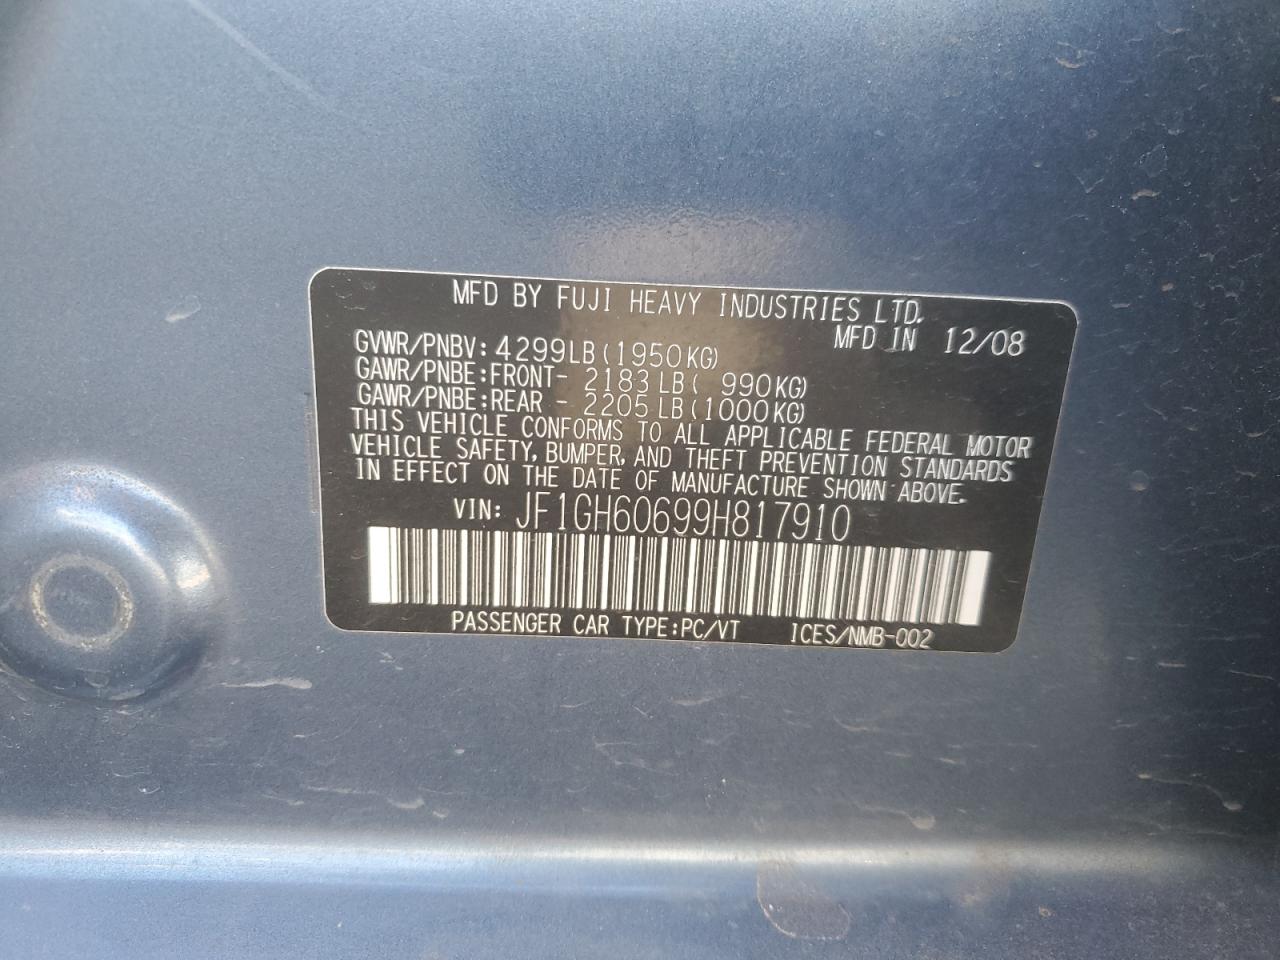 MFD BY FUJI HEAVY INDUSTRIES LTD.
MFD IN 12/08
GVWR/PNBV: 4299LB (1950KG)
GAWR/PNBE: FRONT- 2183 LB ( 990KG)
GAWR/PNBE: REAR - 2205 LB (1000KG)
THIS VEHICLE CONFORMS TO ALL APPLICABLE FEDERAL MOTOR
VEHICLE SAFETY, BUMPER, AND THEFT PREVENTION STANDARDS
IN EFFECT ON THE DATE OF MANUFACTURE SHOWN ABOVE.
VIN: JF1GH60699H817910
PASSENGER CAR TYPE:PC/VT ICES/NMB-002